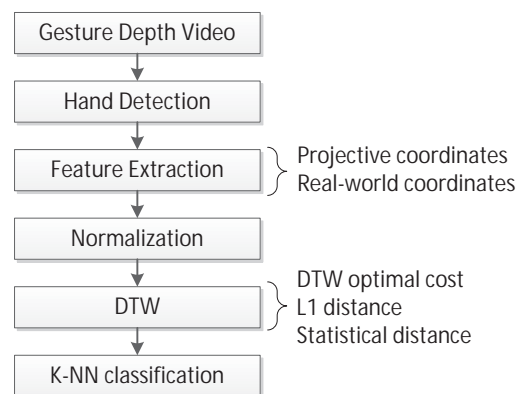 Gesture Depth Video
Hand Detection
Feature Extraction
Projective coordinates
Real-world coordinates
Normalization
DTW
DTW optimal cost
L1 distance
Statistical distance
K-NN classification